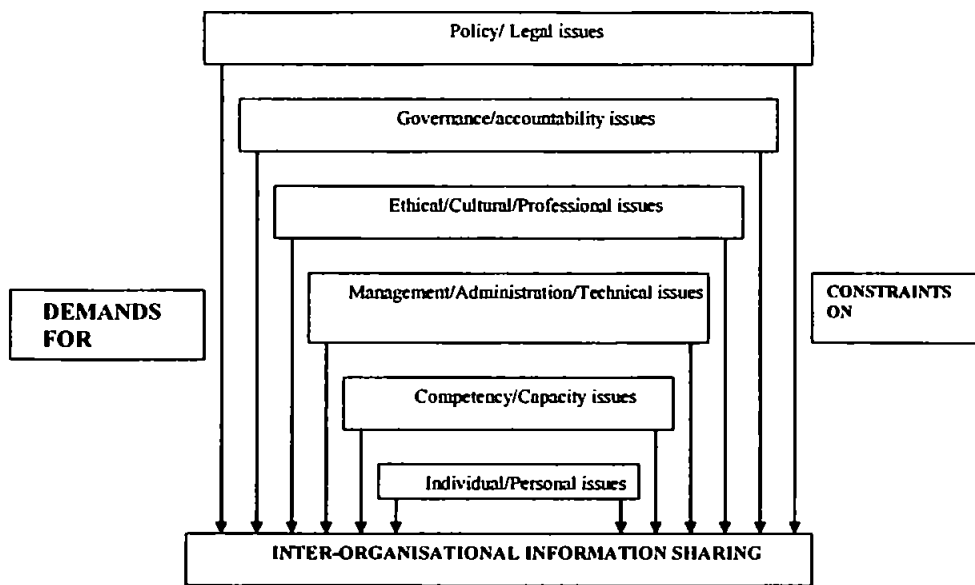 Policy/ Legal issues
Governance/accountability issues
Ethical/Cultural/Professional issues
Management/Administration/Technical issues
DEMANDS
FOR
CONSTRAINTS
ON
Competency/Capacity issues
Individual/Personal issues
INTER-ORGANISATIONAL INFORMATION SHARING